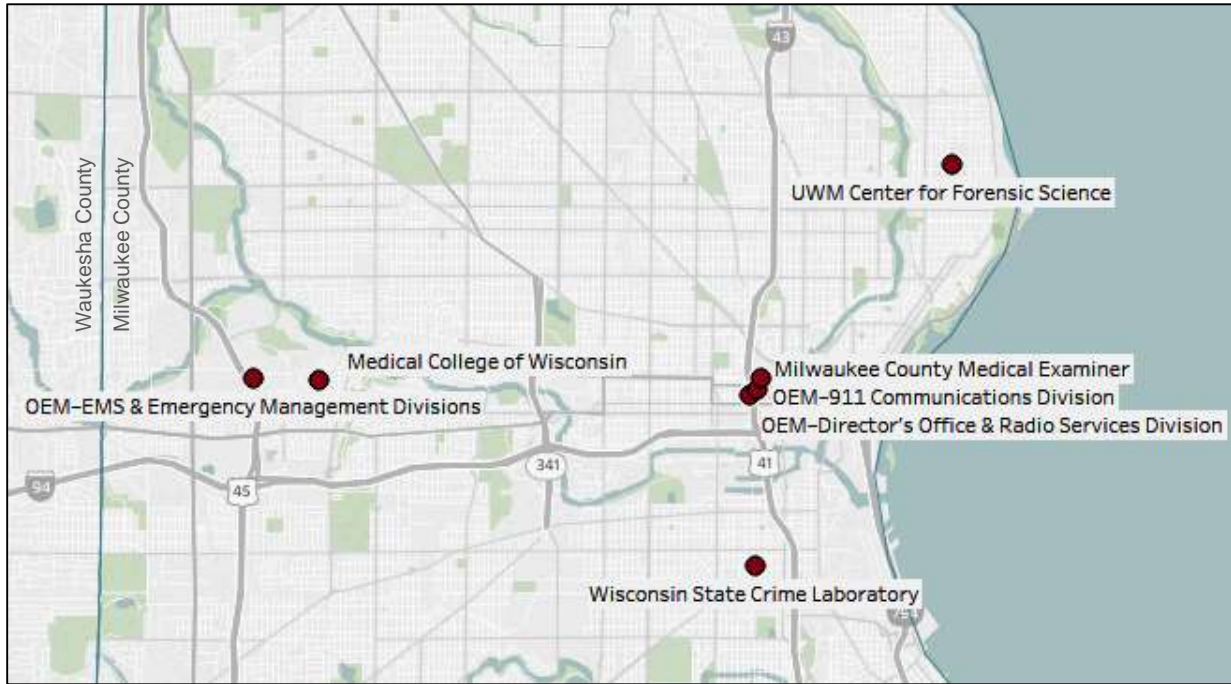 43
UWM Center for Forensic Science
Waukesha County
Milwaukee County
Medical College of Wisconsin
Milwaukee County Medical Examiner
OEM–EMS & Emergency Management Divisions
OEM–911 Communications Division
OEM–Director's Office & Radio Services Division
341
41
94
45
Wisconsin State Crime Laboratory